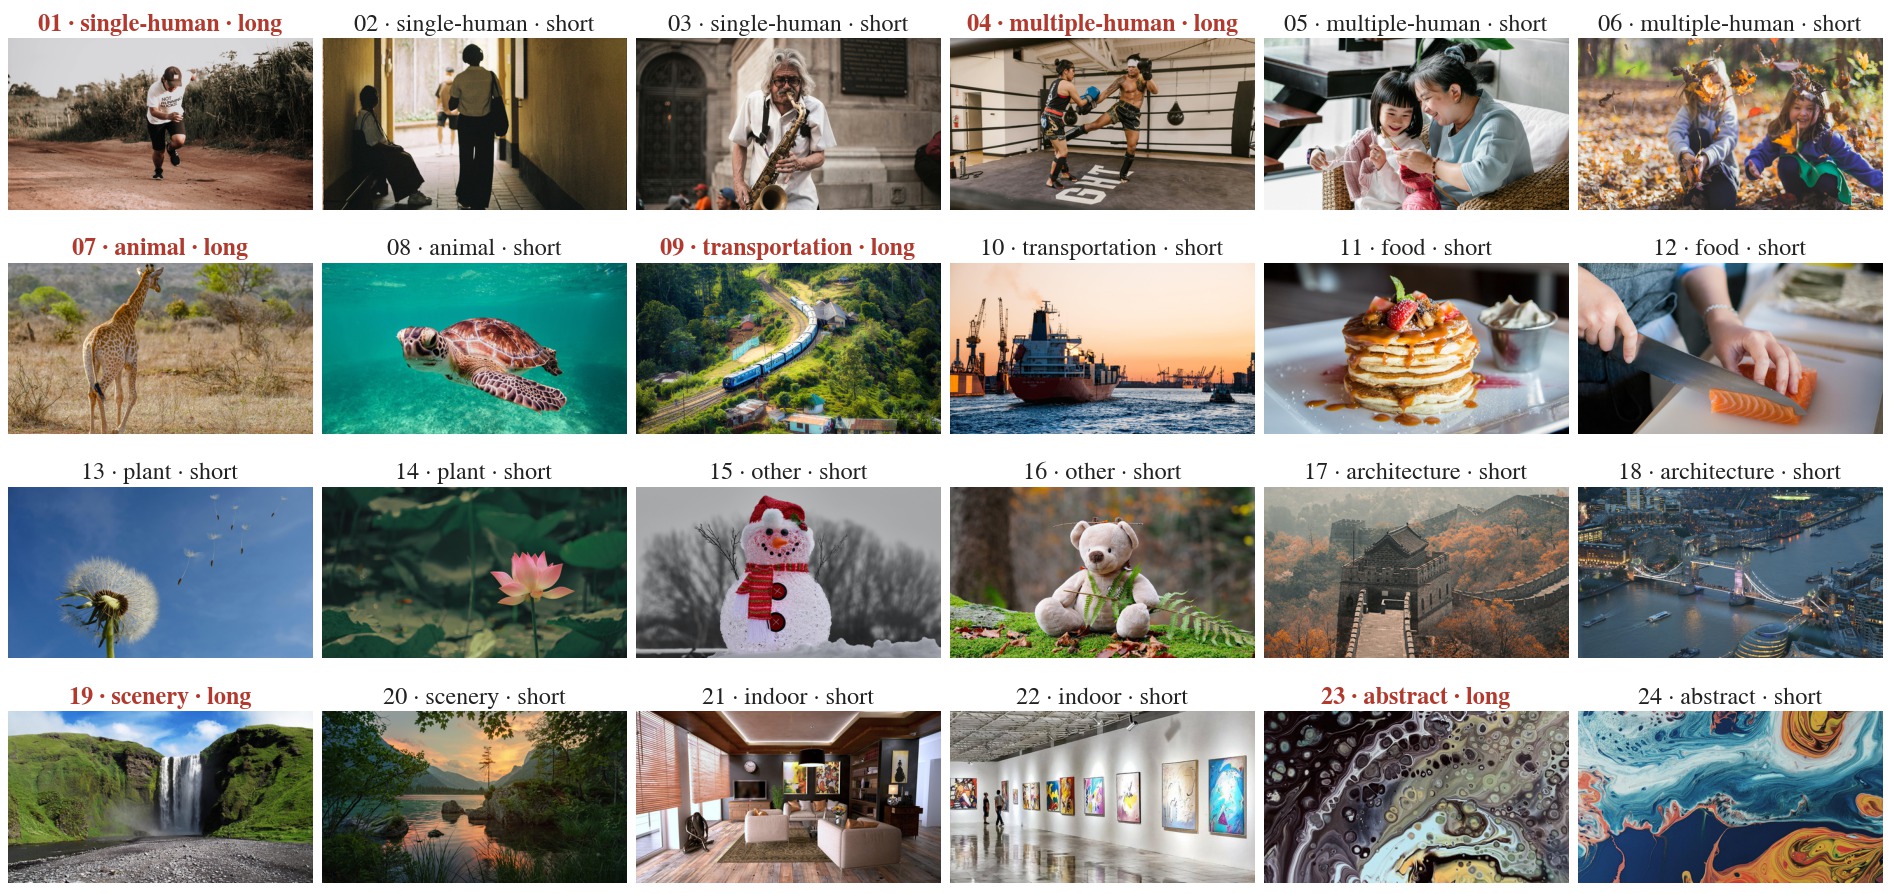 01 · single-human · long
02 · single-human · short
03 · single-human · short
04 · multiple-human · long
05 · multiple-human · short
06 · multiple-human · short
GHT
07 · animal · long
08 · animal · short
09 · transportation · long
10 · transportation · short
11 · food · short
12 · food · short
13 · plant · short
14 · plant · short
15 · other · short
16 · other · short
17 · architecture · short
18 · architecture · short
19 · scenery · long
20 · scenery · short
21 · indoor · short
22 · indoor · short
23 · abstract · long
24 · abstract · short